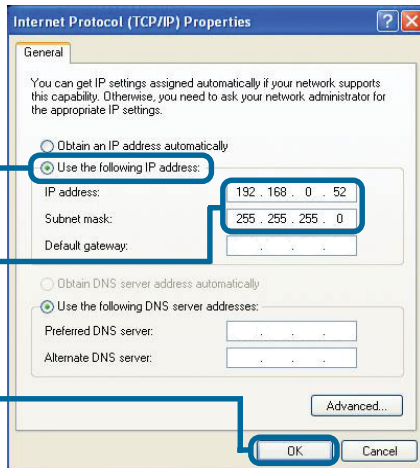 Internet Protocol (TCP/IP) Properties
General
You can get IP settings assigned automatically if your network supports
this capability. Otherwise, you need to ask your network administrator for
the appropriate IP settings.
Obtain an IP address automatically
Use the following IP address:
IP address: 192 . 168 . 0 . 52
Subnet mask: 255 . 255 . 255 . 0
Default gateway: . . .
Obtain DNS server address automatically
Use the following DNS server addresses:
Preferred DNS server: . . .
Alternate DNS server: . . .
Advanced...
OK Cancel